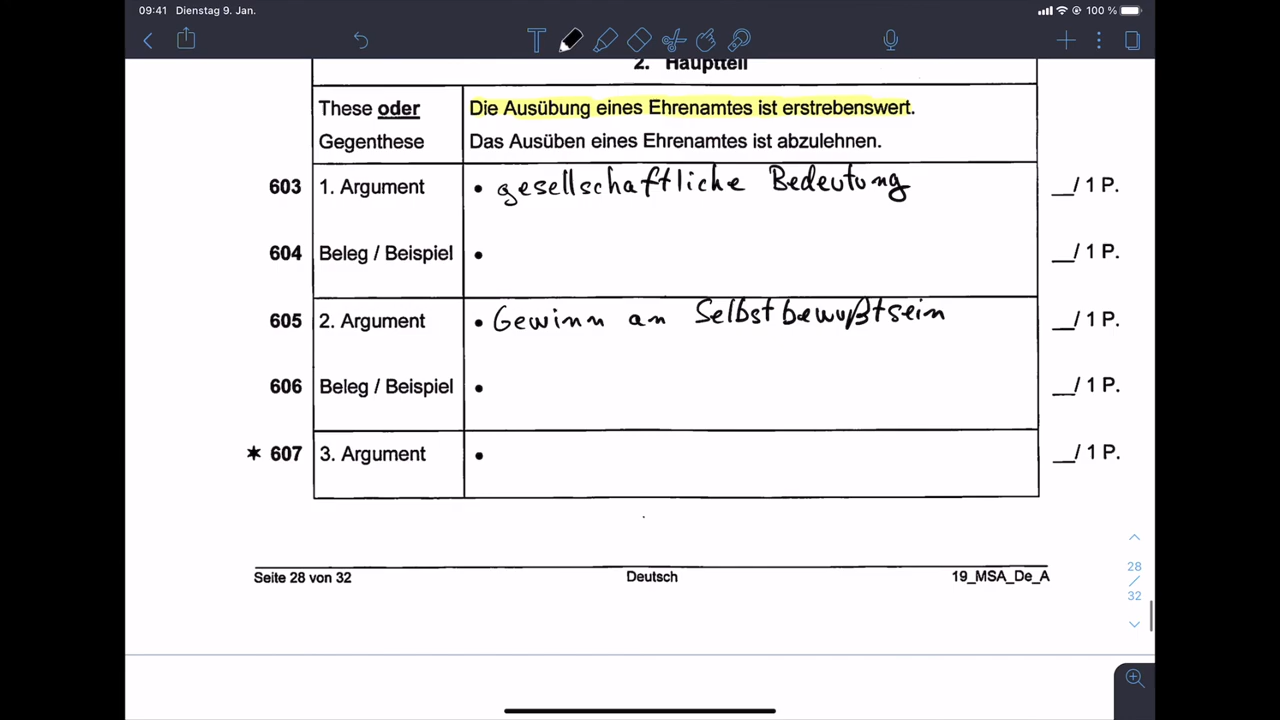 09:41 Dienstag 9. Jan.
100 %
2. Hauptteil
These oder
Gegenthese
Die Ausübung eines Ehrenamtes ist erstrebenswert.
Das Ausüben eines Ehrenamtes ist abzulehnen.
603 1. Argument • gesellschaftliche Bedeutung __/ 1 P.
604 Beleg / Beispiel • __/ 1 P.
605 2. Argument • Gewinn an Selbstbewußtsein __/ 1 P.
606 Beleg / Beispiel • __/ 1 P.
* 607 3. Argument • __/ 1 P.
Seite 28 von 32 Deutsch 19_MSA_De_A
28
/
32